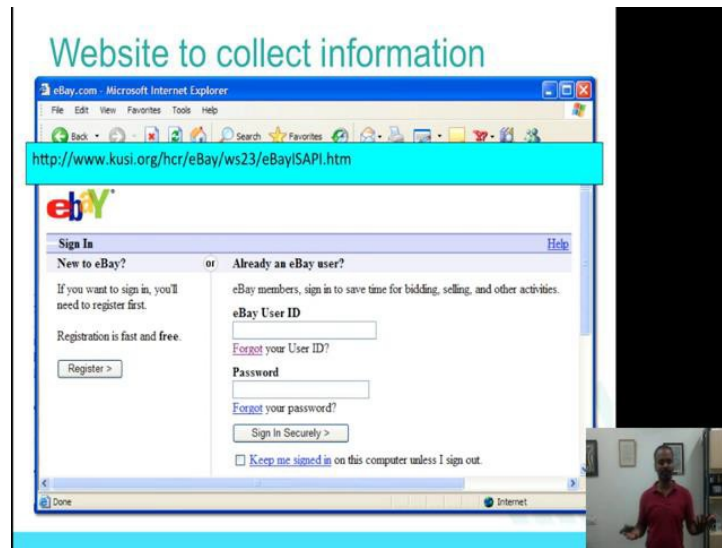 Website to collect information
eBay.com - Microsoft Internet Explorer
File Edit View Favorites Tools Help
Back Search Favorites
http://www.kusi.org/hcr/eBay/ws23/eBayISAPI.htm
ebaY
Sign In Help
New to eBay? or Already an eBay user?
If you want to sign in, you'll
need to register first.
Registration is fast and free.
Register >
eBay members, sign in to save time for bidding, selling, and other activities.
eBay User ID
Forgot your User ID?
Password
Forgot your password?
Sign In Securely >
Keep me signed in on this computer unless I sign out.
Done Internet